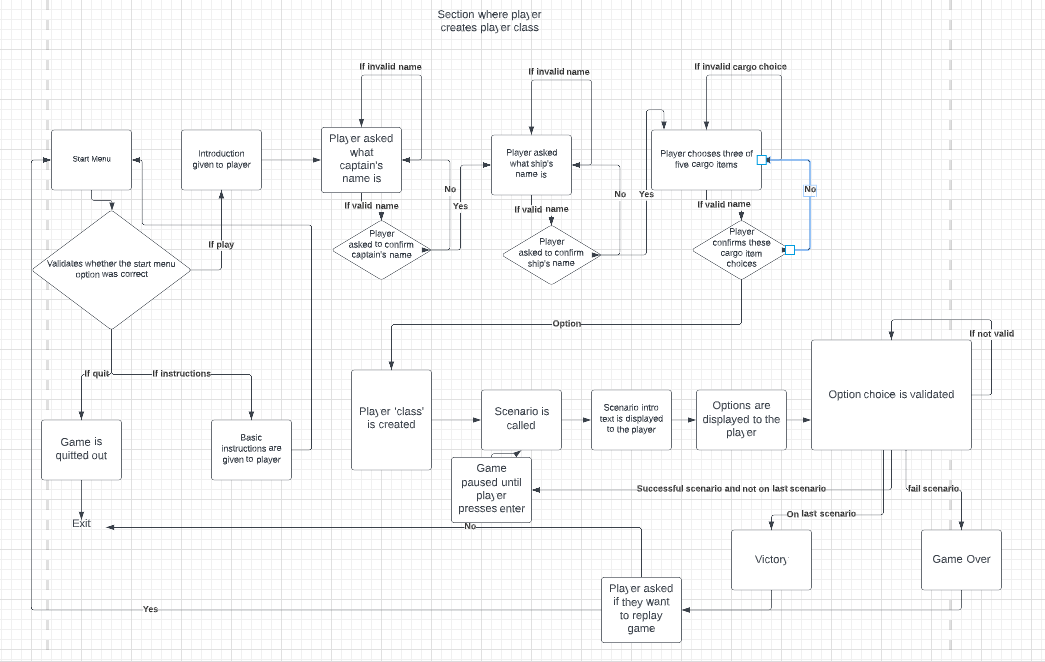 Section where player
creates player class
If invalid name
If invalid name
If invalid cargo choice
Start Menu
Introduction
given to player
Player asked
what
captain's
name is
Player asked
what ship's
name is
Player chooses three of
five cargo items
No
Yes
No
Yes
No
If valid name
If valid name
If valid name
Player
asked to confirm
captain's name
Player
asked to confirm
ship's name
Player
confirms these
cargo item
choices
If play
Validates whether the start menu
option was correct
Option
If not valid
If quit
If instructions
Player 'class'
is created
Scenario is
called
Scenario intro
text is displayed
to the player
Options are
displayed to the
player
Option choice is validated
Game is
quitted out
Basic
instructions are
given to player
Game
paused until
player
presses enter
Successful scenario and not on last scenario
fail scenario
On last scenario
Exit
No
Victory
Game Over
Player asked
if they want
to replay
game
Yes